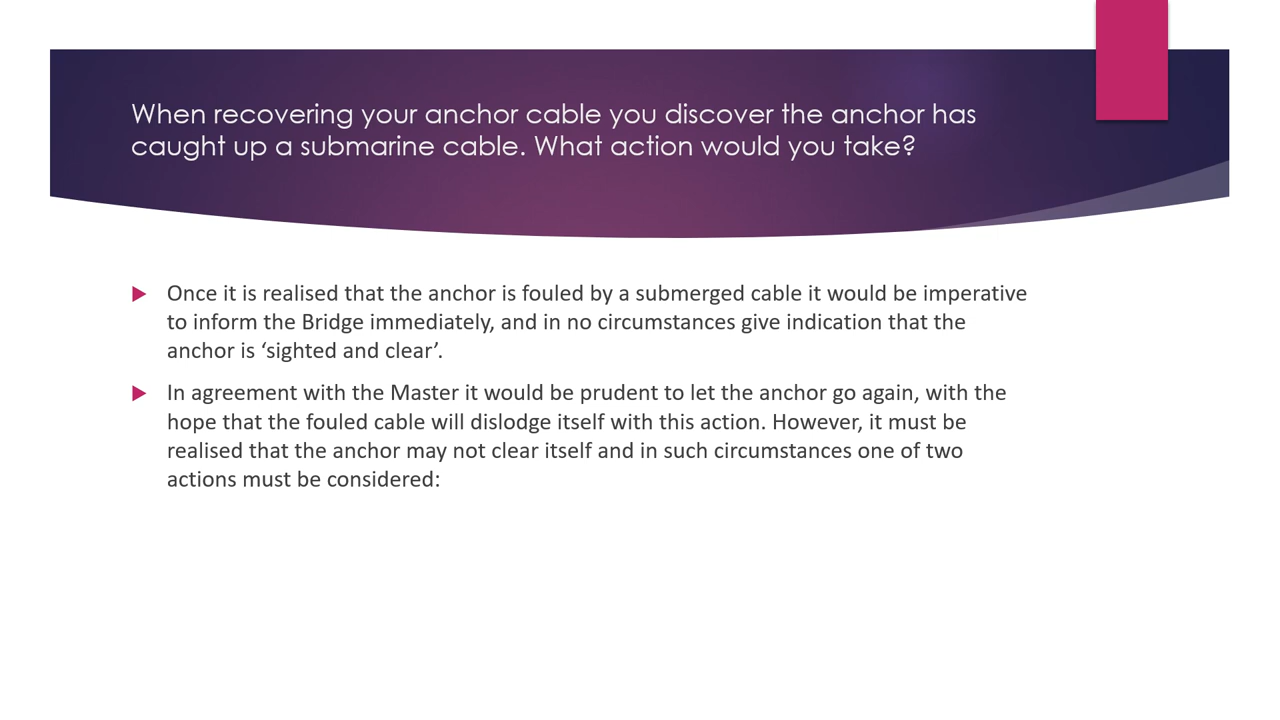 When recovering your anchor cable you discover the anchor has
caught up a submarine cable. What action would you take?
Once it is realised that the anchor is fouled by a submerged cable it would be imperative
to inform the Bridge immediately, and in no circumstances give indication that the
anchor is ‘sighted and clear’.
In agreement with the Master it would be prudent to let the anchor go again, with the
hope that the fouled cable will dislodge itself with this action. However, it must be
realised that the anchor may not clear itself and in such circumstances one of two
actions must be considered: